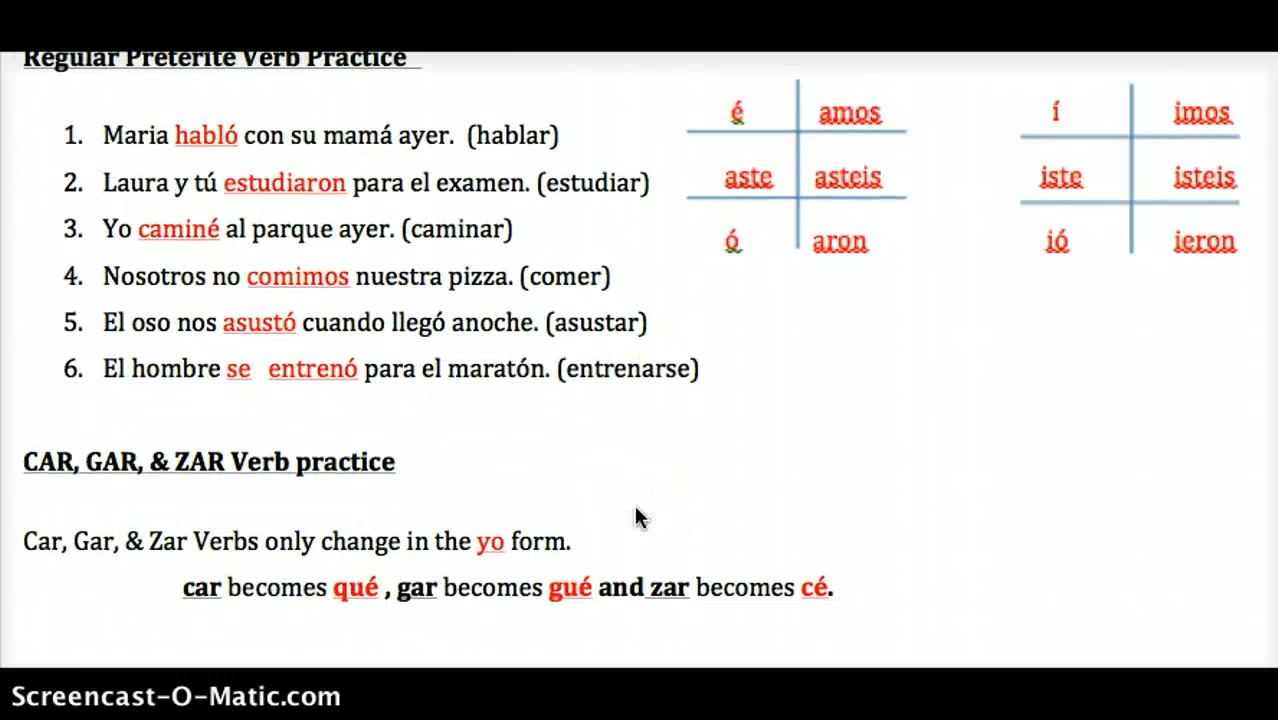 Regular Preterite Verb Practice
1. Maria habló con su mamá ayer. (hablar)
2. Laura y tú estudiaron para el examen. (estudiar)
3. Yo caminé al parque ayer. (caminar)
4. Nosotros no comimos nuestra pizza. (comer)
5. El oso nos asustó cuando llegó anoche. (asustar)
6. El hombre se entrenó para el maratón. (entrenarse)
é amos
aste asteis
ó aron
í imos
iste isteis
ió ieron
CAR, GAR, & ZAR Verb practice
Car, Gar, & Zar Verbs only change in the yo form.
car becomes qué , gar becomes gué and zar becomes cé.
Screencast-O-Matic.com